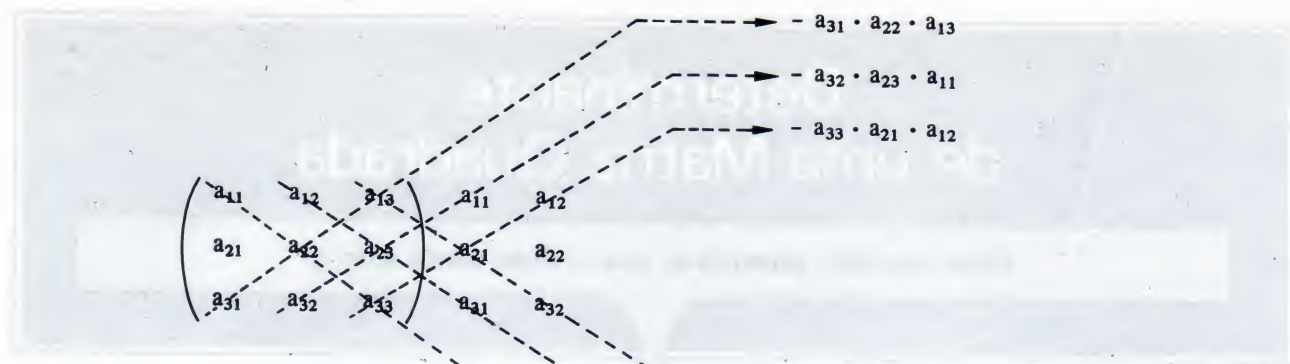 - a₃₁ · a₂₂ · a₁₃
- a₃₂ · a₂₃ · a₁₁
- a₃₃ · a₂₁ · a₁₂
a₁₁ a₁₂ a₁₃ a₁₁ a₁₂
a₂₁ a₂₂ a₂₃ a₂₁ a₂₂
a₃₁ a₃₂ a₃₃ a₃₁ a₃₂